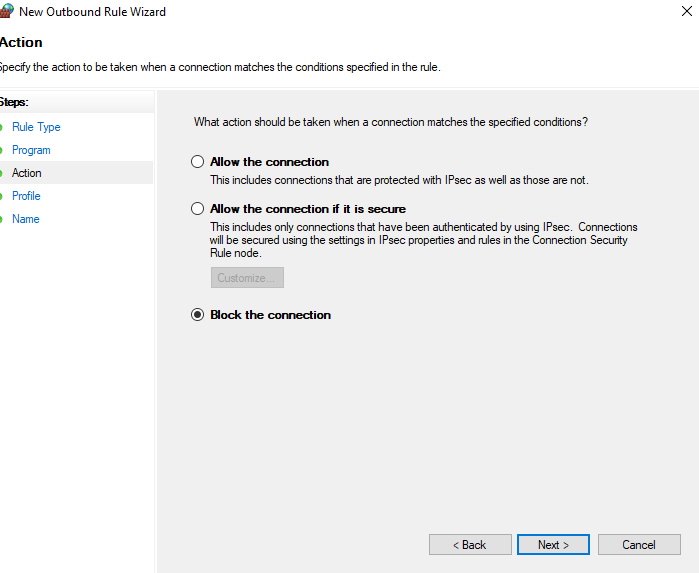 New Outbound Rule Wizard
Action
Specify the action to be taken when a connection matches the conditions specified in the rule.
Steps:
Rule Type
Program
Action
Profile
Name
What action should be taken when a connection matches the specified conditions?
Allow the connection
This includes connections that are protected with IPsec as well as those are not.
Allow the connection if it is secure
This includes only connections that have been authenticated by using IPsec. Connections
will be secured using the settings in IPsec properties and rules in the Connection Security
Rule node.
Customize...
Block the connection
< Back
Next >
Cancel